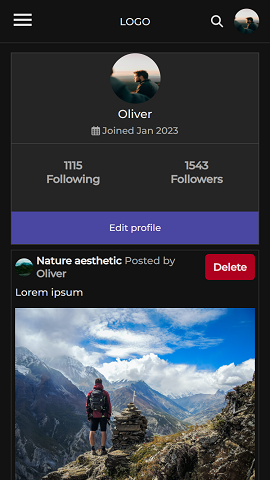 LOGO
Oliver
Joined Jan 2023
1115 1543
Following Followers
Edit profile
Nature aesthetic Posted by
Oliver
Delete
Lorem ipsum